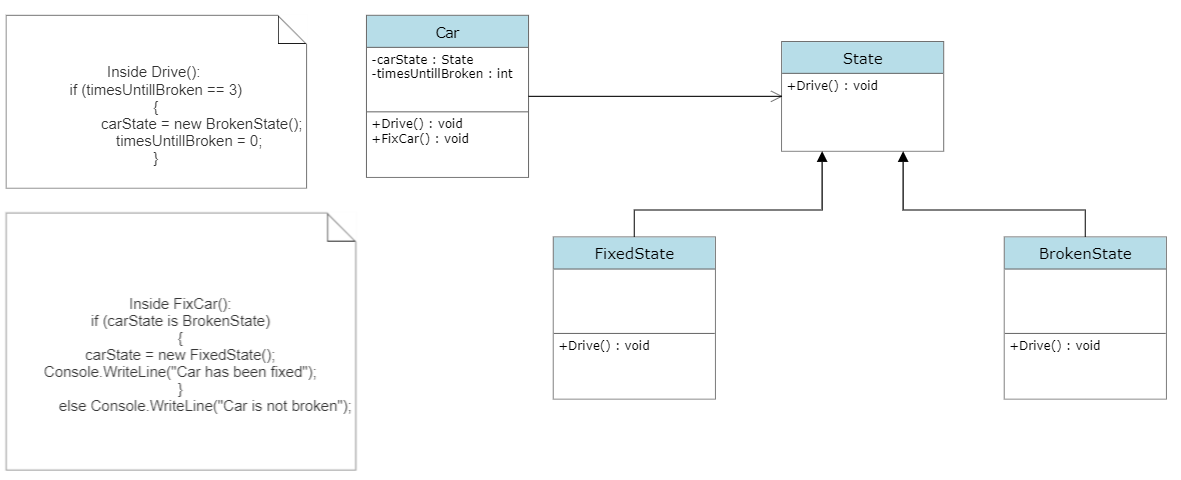 Inside Drive():
if (timesUntillBroken == 3)
{
carState = new BrokenState();
timesUntillBroken = 0;
}
Inside FixCar():
if (carState is BrokenState)
{
carState = new FixedState();
Console.WriteLine("Car has been fixed");
}
else Console.WriteLine("Car is not broken");
Car
-carState : State
-timesUntillBroken : int
+Drive() : void
+FixCar() : void
State
+Drive() : void
FixedState
+Drive() : void
BrokenState
+Drive() : void